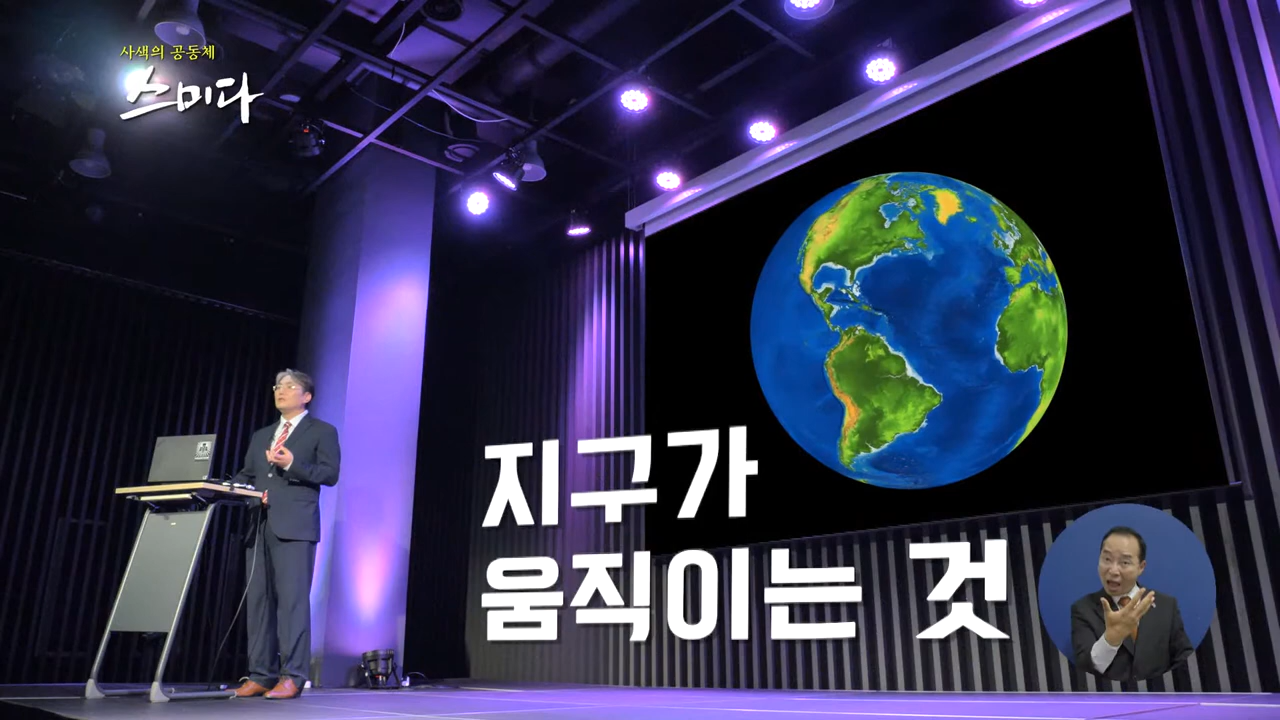 사색의 공동체
스미다
지구가
움직이는 것